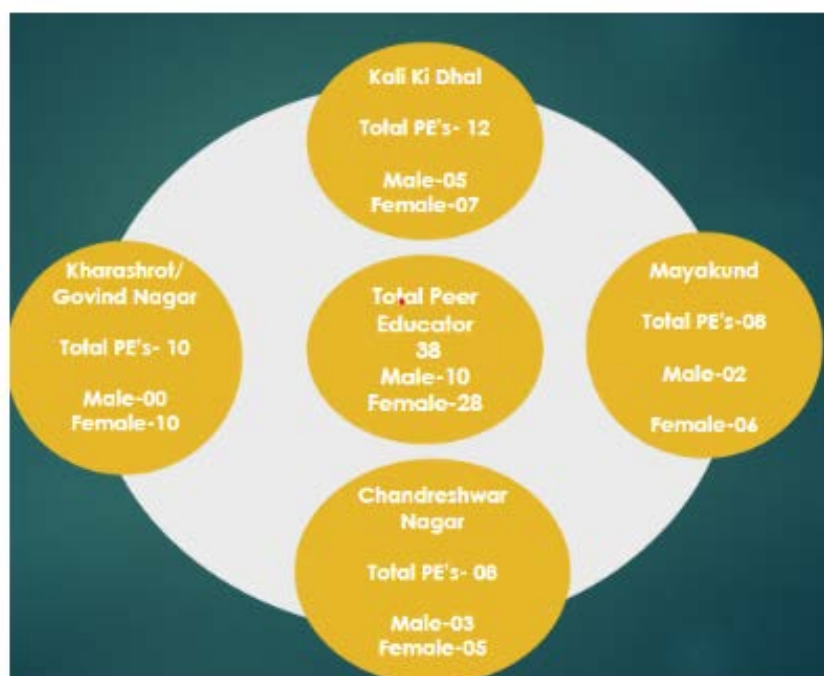 Kali Ki Dhal
Total PE's- 12
Male-05
Female-07
Kharashrot/
Govind Nagar
Total PE's- 10
Male-00
Female-10
Total Peer
Educator
38
Male-10
Female-28
Mayakund
Total PE's-08
Male-02
Female-06
Chandreshwar
Nagar
Total PE's- 08
Male-03
Female-05